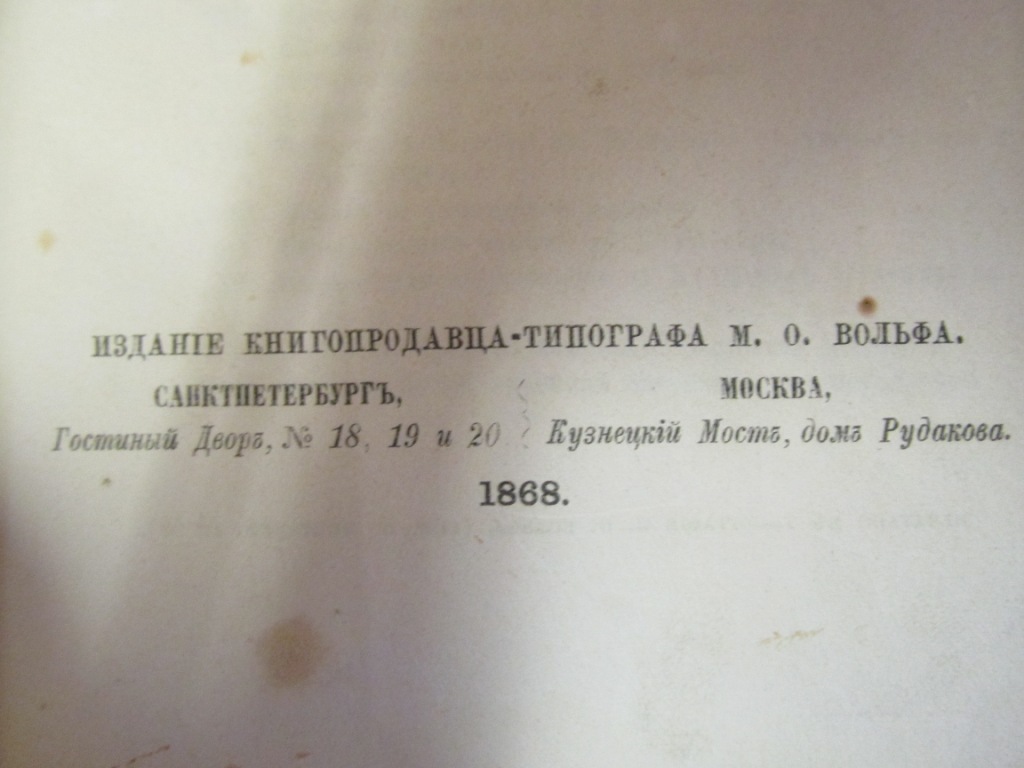 ИЗДАНІЕ КНИГОПРОДАВЦА-ТИПОГРАФА М. О. ВОЛЬФА.
САНКТПЕТЕРБУРГЪ, МОСКВА,
Гостиный Дворъ, № 18, 19 и 20 Кузнецкій Мостъ, домъ Рудакова.
1868.